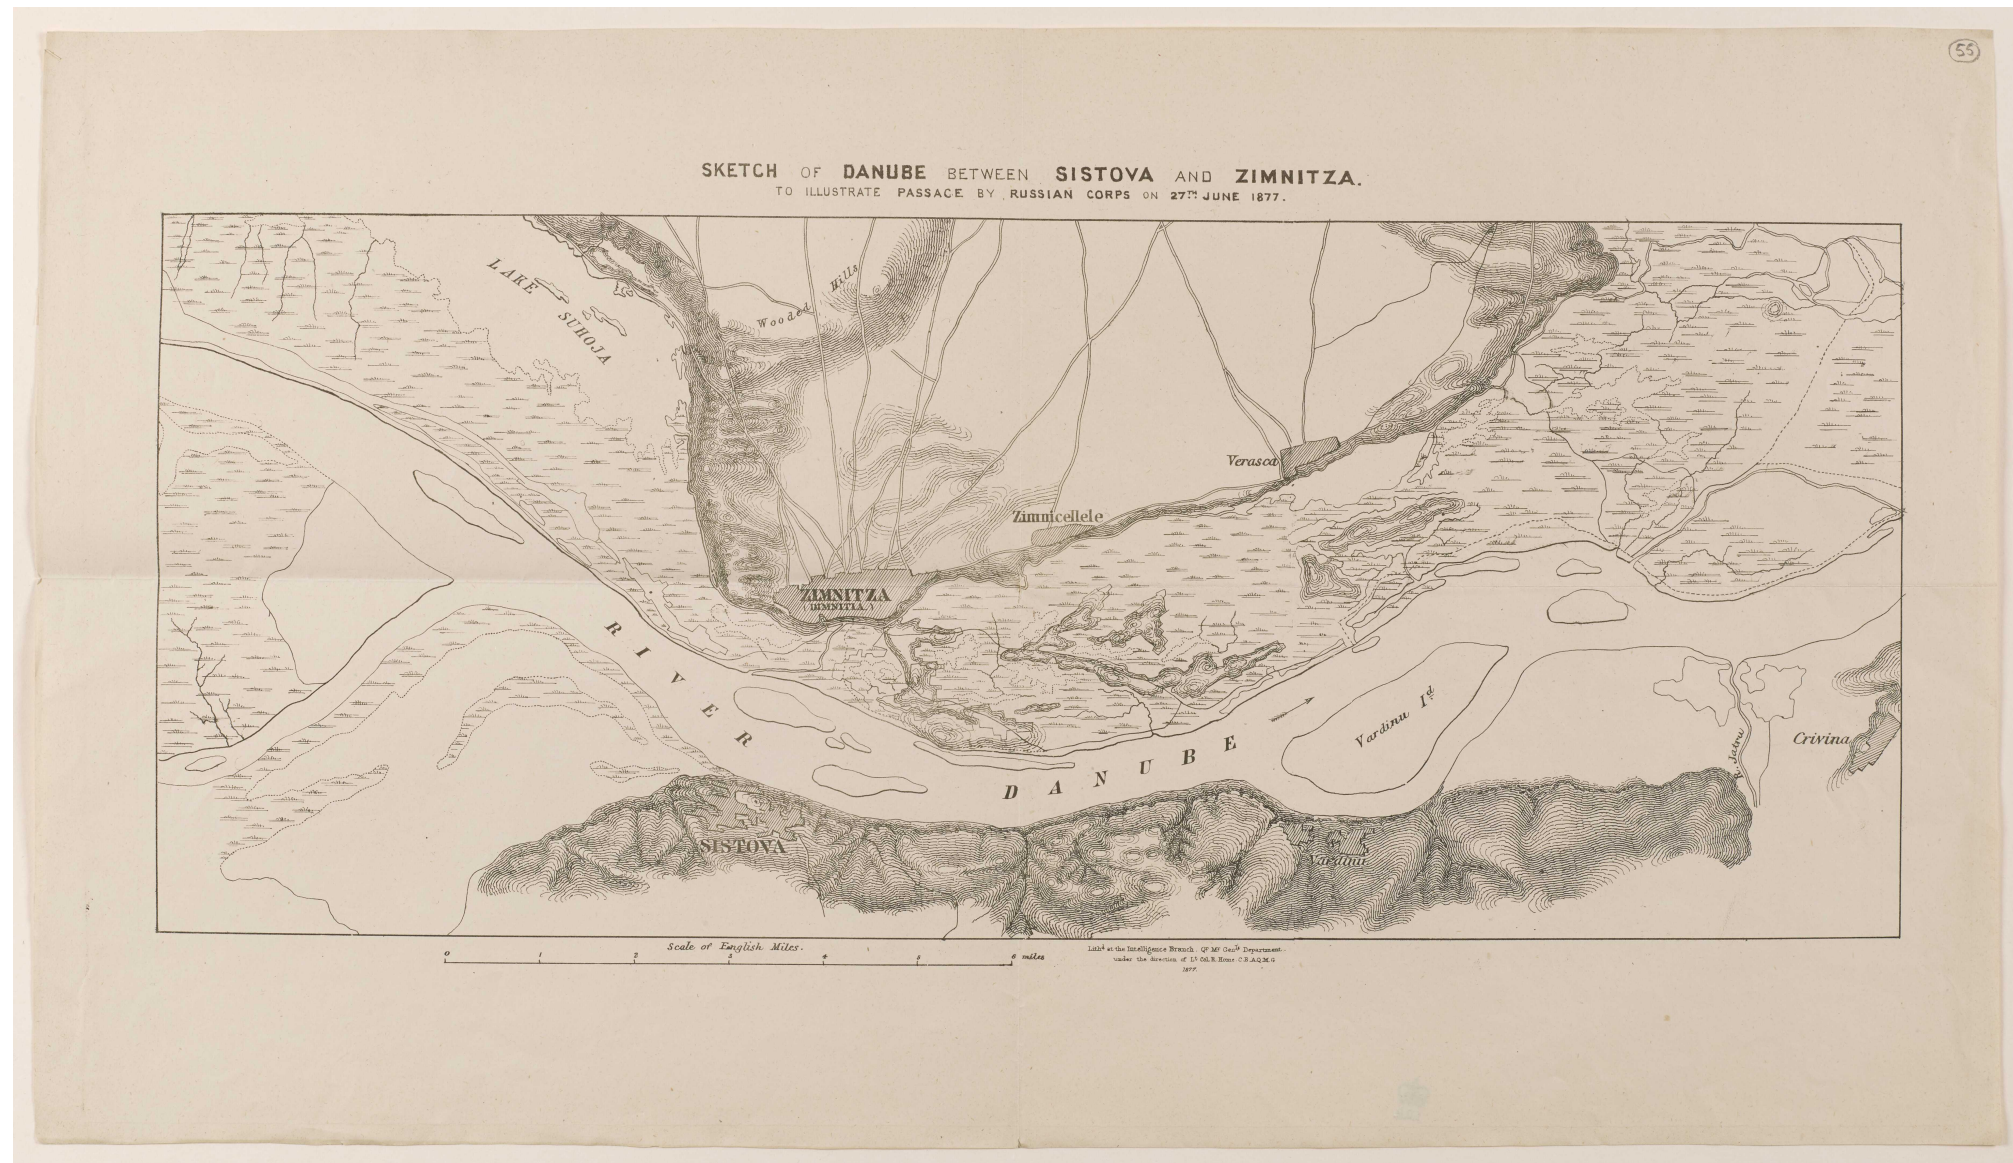 55
SKETCH OF DANUBE BETWEEN SISTOVA AND ZIMNITZA.
TO ILLUSTRATE PASSAGE BY RUSSIAN CORPS ON 27TH JUNE 1877.
LAKE SUHOJA
Wooded Hills
Verasca
Zimnicellele
ZIMNITZA
RIVER DANUBE
Vardinu Id
R. Jatru
Crivina
SISTOVA
Vardinu
Scale of English Miles.
0 1 2 3 4 5 6 miles
Lithd at the Intelligence Branch. Qr Mr Genls Department.
under the direction of Lt Col. R. Home C.B. A.Q.M.G
1877.